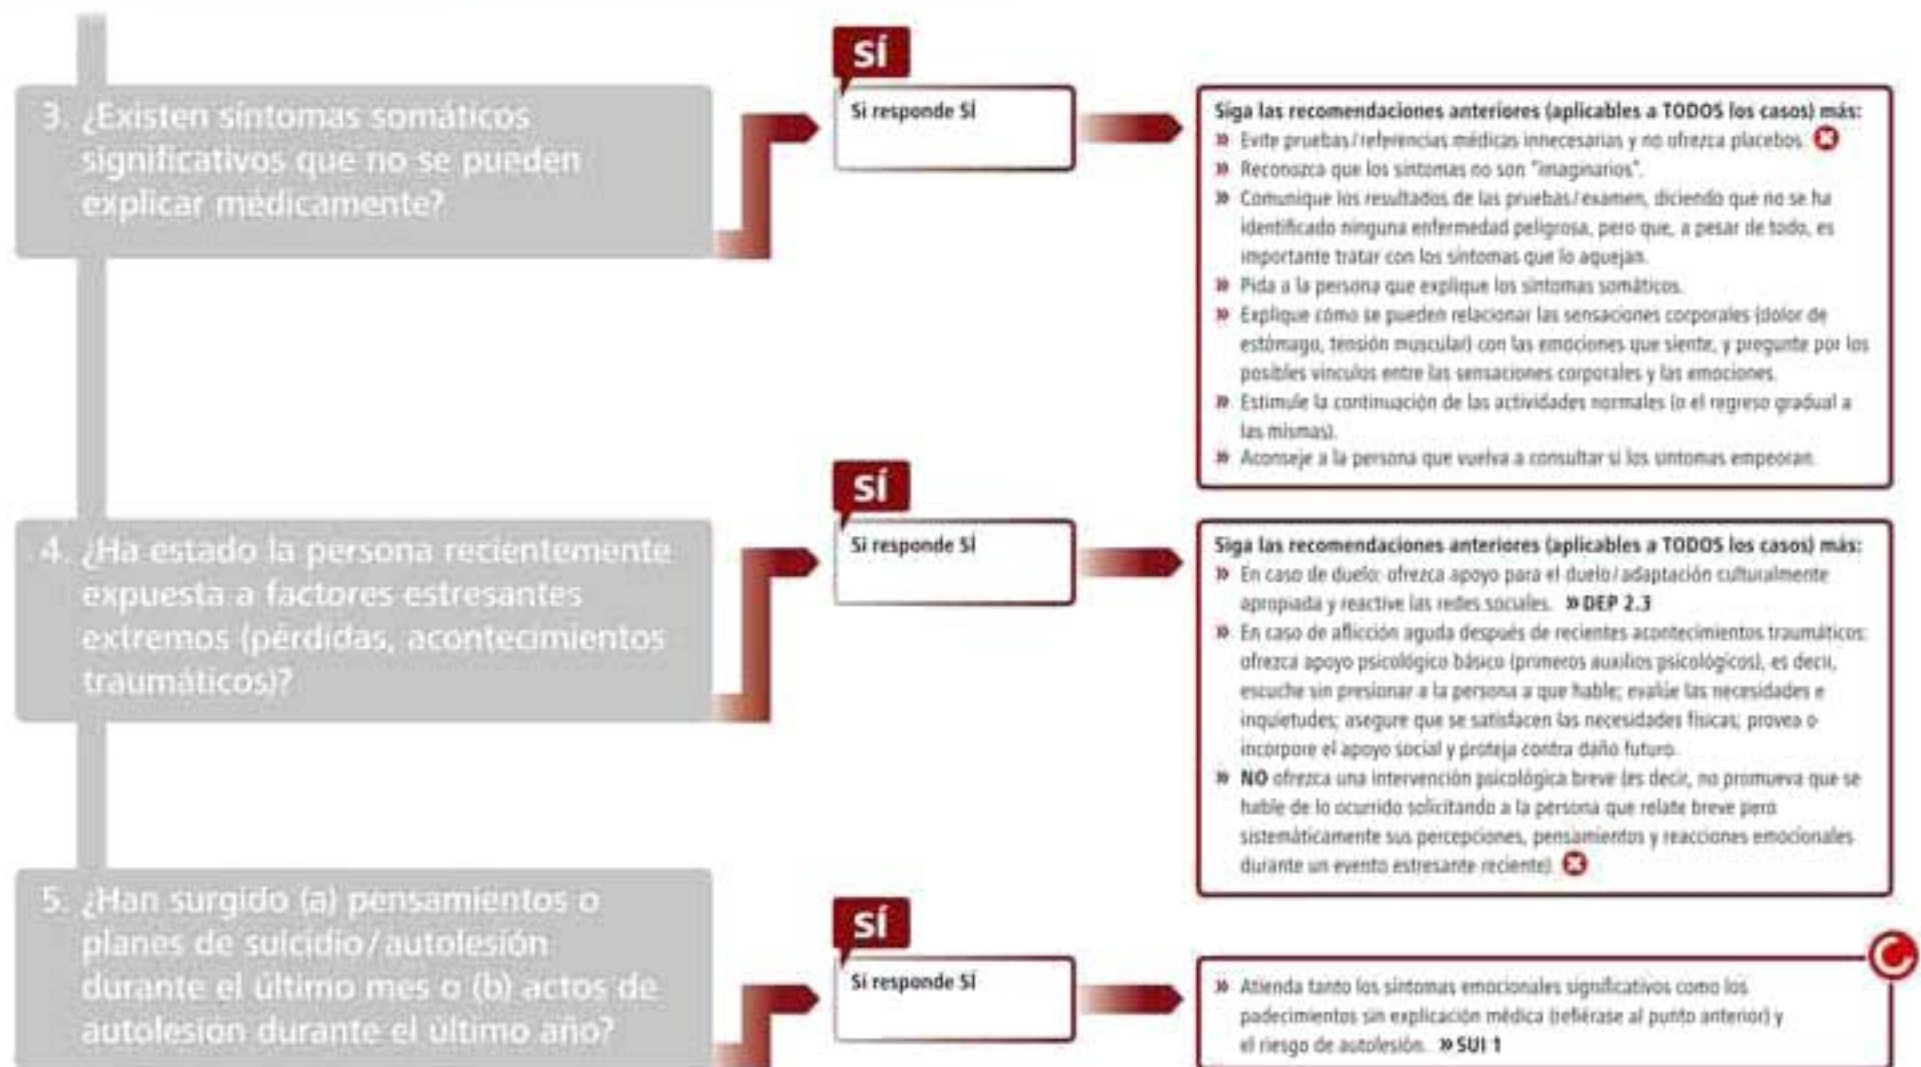 3. ¿Existen síntomas somáticos
significativos que no se pueden
explicar médicamente?
SÍ
Si responde SÍ
Siga las recomendaciones anteriores (aplicables a TODOS los casos) más:
» Evite pruebas/referencias médicas innecesarias y no ofrezca placebos.
» Reconozca que los síntomas no son "imaginarios".
» Comunique los resultados de las pruebas/examen, diciendo que no se ha
identificado ninguna enfermedad peligrosa, pero que, a pesar de todo, es
importante tratar con los síntomas que lo aquejan.
» Pida a la persona que explique los síntomas somáticos.
» Explique cómo se pueden relacionar las sensaciones corporales (dolor de
estómago, tensión muscular) con las emociones que siente, y pregunte por los
posibles vínculos entre las sensaciones corporales y las emociones.
» Estimule la continuación de las actividades normales (o el regreso gradual a
las mismas).
» Aconseje a la persona que vuelva a consultar si los síntomas empeoran.
4. ¿Ha estado la persona recientemente
expuesta a factores estresantes
extremos (pérdidas, acontecimientos
traumáticos)?
SÍ
Si responde SÍ
Siga las recomendaciones anteriores (aplicables a TODOS los casos) más:
» En caso de duelo: ofrezca apoyo para el duelo/adaptación culturalmente
apropiada y reactive las redes sociales. » DEP 2.3
» En caso de aflicción aguda después de recientes acontecimientos traumáticos:
ofrezca apoyo psicológico básico (primeros auxilios psicológicos), es decir,
escuche sin presionar a la persona a que hable; evalúe las necesidades e
inquietudes; asegure que se satisfacen las necesidades físicas; provea o
incorpore el apoyo social y proteja contra daño futuro.
» NO ofrezca una intervención psicológica breve (es decir, no promueva que se
hable de lo ocurrido solicitando a la persona que relate breve pero
sistemáticamente sus percepciones, pensamientos y reacciones emocionales
durante un evento estresante reciente)
5. ¿Han surgido (a) pensamientos o
planes de suicidio/autolesión
durante el último mes o (b) actos de
autolesión durante el último año?
SÍ
Si responde SÍ
» Atienda tanto los síntomas emocionales significativos como los
padecimientos sin explicación médica (refiérase al punto anterior) y
el riesgo de autolesión. » SUI 1